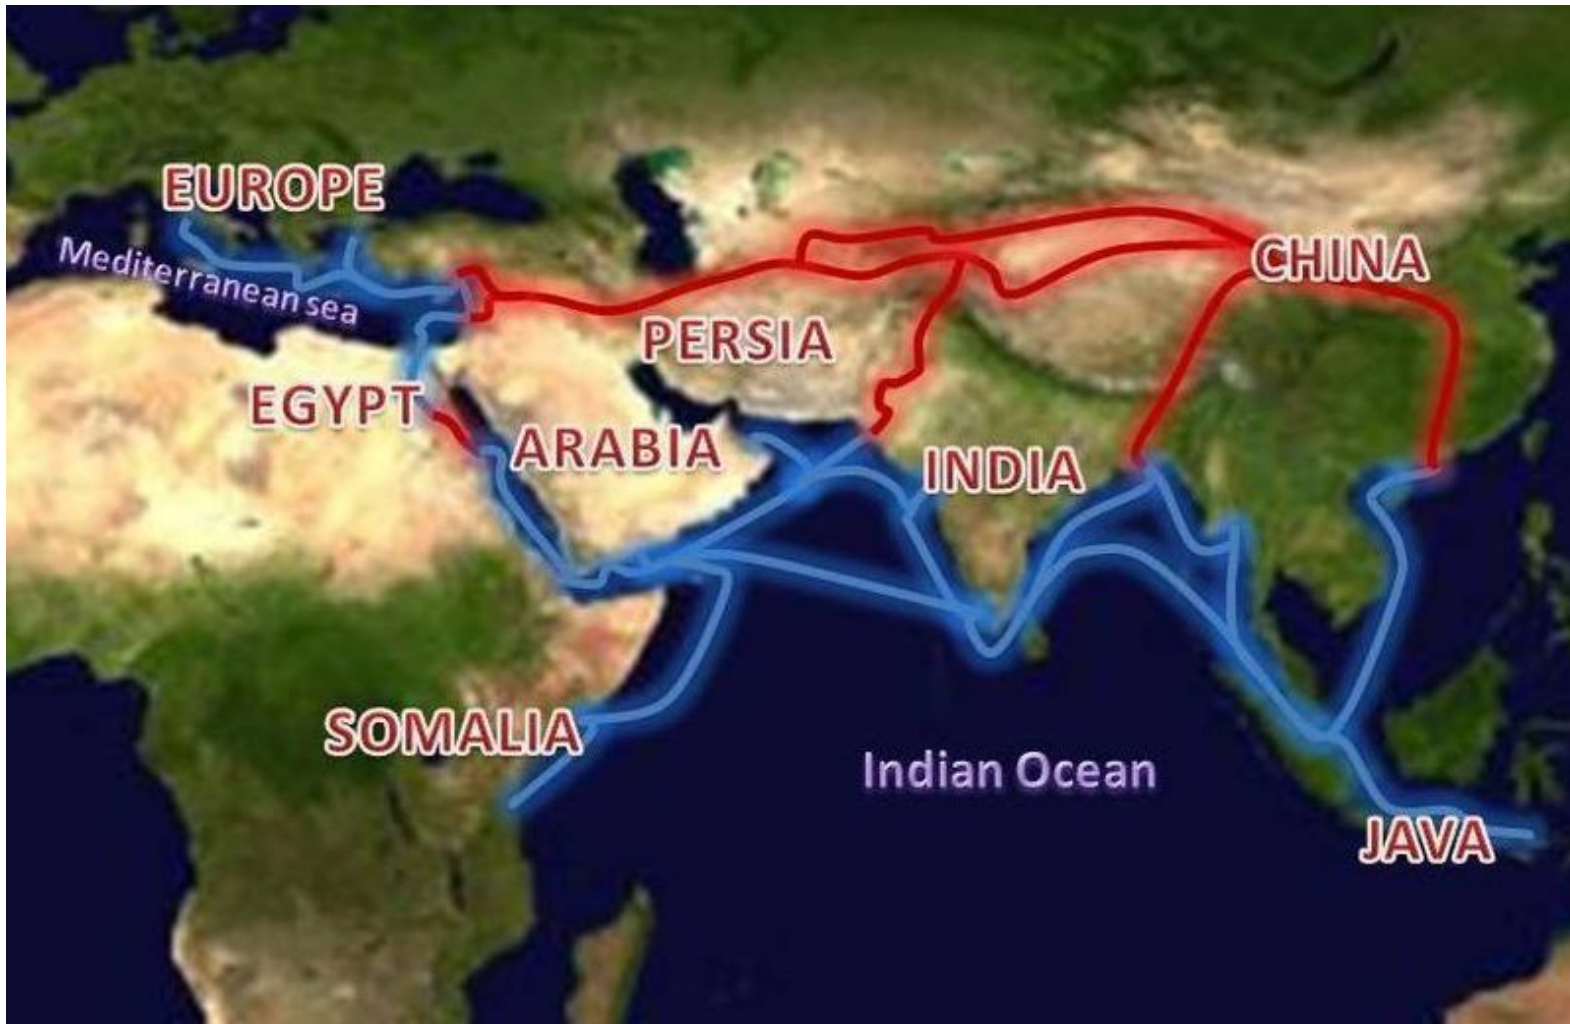 EUROPE
Mediterranean sea
CHINA
PERSIA
EGYPT
ARABIA
INDIA
SOMALIA
Indian Ocean
JAVA